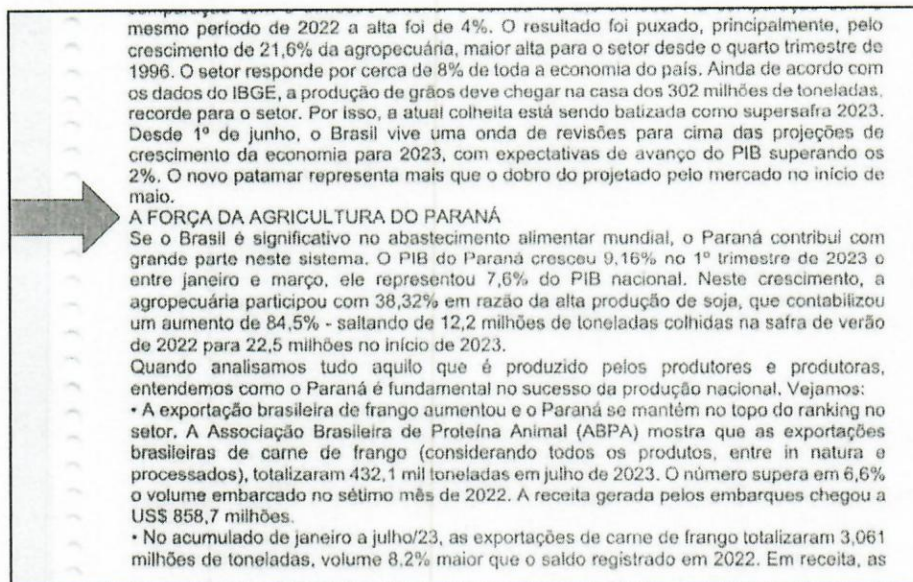 mesmo período de 2022 a alta foi de 4%. O resultado foi puxado, principalmente, pelo
crescimento de 21,6% da agropecuária, maior alta para o setor desde o quarto trimestre de
1996. O setor responde por cerca de 8% de toda a economia do país. Ainda de acordo com
os dados do IBGE, a produção de grãos deve chegar na casa dos 302 milhões de toneladas,
recorde para o setor. Por isso, a atual colheita está sendo batizada como supersafra 2023.
Desde 1º de junho, o Brasil vive uma onda de revisões para cima das projeções de
crescimento da economia para 2023, com expectativas de avanço do PIB superando os
2%. O novo patamar representa mais que o dobro do projetado pelo mercado no início de
maio.
A FORÇA DA AGRICULTURA DO PARANÁ
Se o Brasil é significativo no abastecimento alimentar mundial, o Paraná contribui com
grande parte neste sistema. O PIB do Paraná cresceu 9,16% no 1º trimestre de 2023 e
entre janeiro e março, ele representou 7,6% do PIB nacional. Neste crescimento, a
agropecuária participou com 38,32% em razão da alta produção de soja, que contabilizou
um aumento de 84,5% - saltando de 12,2 milhões de toneladas colhidas na safra de verão
de 2022 para 22,5 milhões no início de 2023.
Quando analisamos tudo aquilo que é produzido pelos produtores e produtoras,
entendemos como o Paraná é fundamental no sucesso da produção nacional. Vejamos:
• A exportação brasileira de frango aumentou e o Paraná se mantém no topo do ranking no
setor. A Associação Brasileira de Proteína Animal (ABPA) mostra que as exportações
brasileiras de carne de frango (considerando todos os produtos, entre in natura e
processados), totalizaram 432,1 mil toneladas em julho de 2023. O número supera em 6,6%
o volume embarcado no sétimo mês de 2022. A receita gerada pelos embarques chegou a
US$ 858,7 milhões.
• No acumulado de janeiro a julho/23, as exportações de carne de frango totalizaram 3,061
milhões de toneladas, volume 8,2% maior que o saldo registrado em 2022. Em receita, as